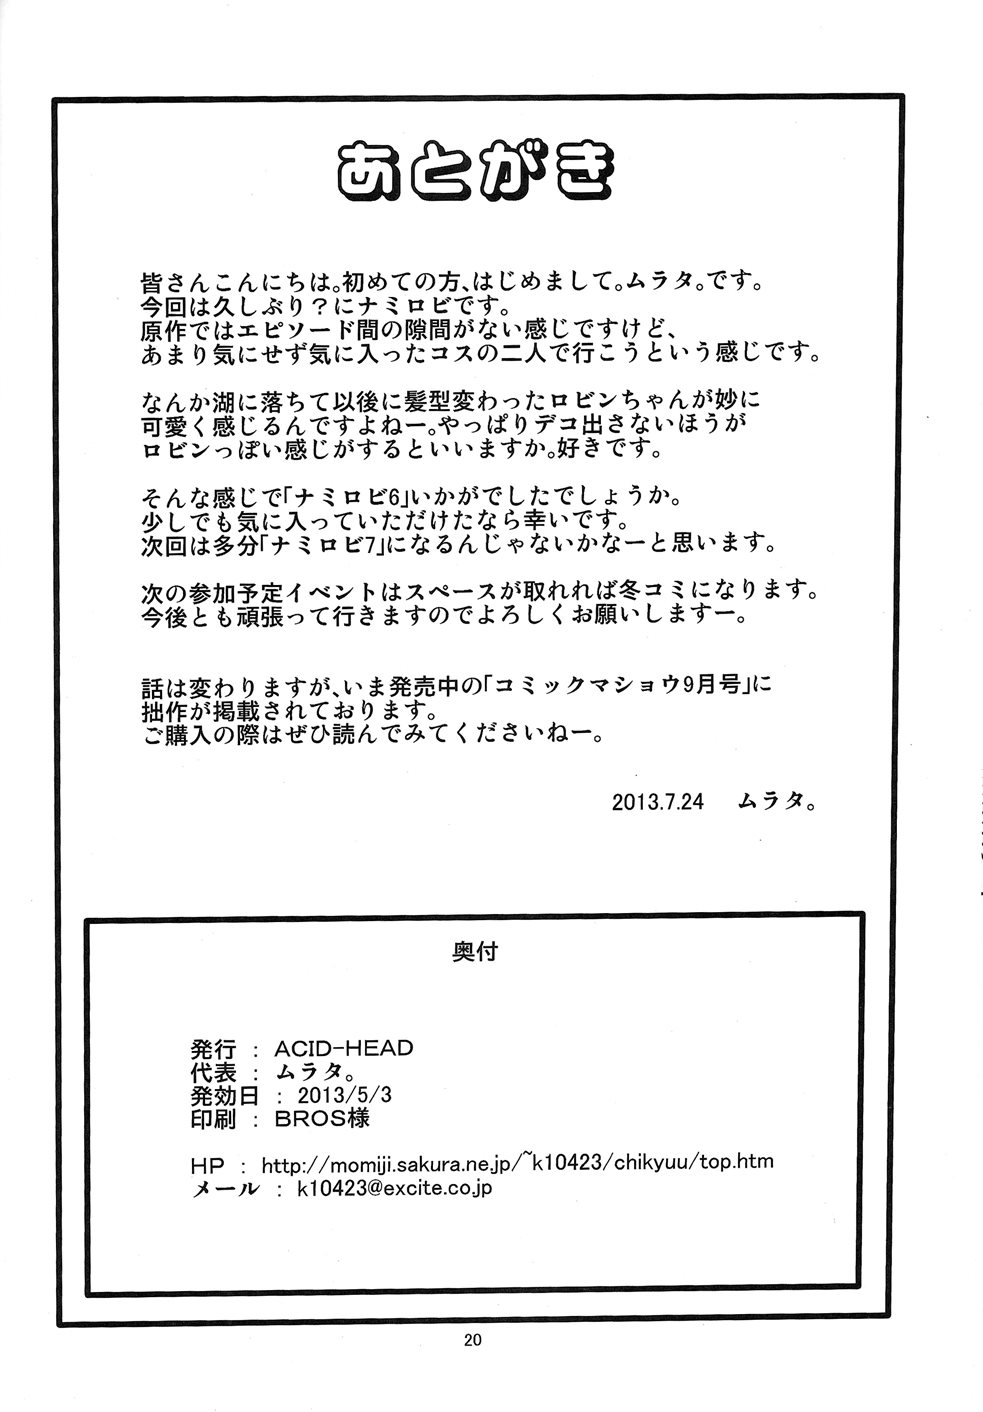 あとがき
皆さんこんにちは。初めての方、はじめまして。ムラタ。です。
今回は久しぶり？にナミロビです。
原作ではエピソード間の隙間がない感じですけど、
あまり気にせず気に入ったコスの二人で行こうという感じです。
なんか湖に落ちて以後に髪型変わったロビンちゃんが妙に
可愛く感じるんですよねー。やっぱりデコ出さないほうが
ロビンっぽい感じがするといいますか。好きです。
そんな感じで「ナミロビ6」いかがでしたでしょうか。
少しでも気に入っていただけたなら幸いです。
次回は多分「ナミロビ7」になるんじゃないかなーと思います。
次の参加予定イベントはスペースが取れれば冬コミになります。
今後とも頑張って行きますのでよろしくお願いしますー。
話は変わりますが、いま発売中の「コミックマショウ9月号」に
拙作が掲載されております。
ご購入の際はぜひ読んでみてくださいねー。
2013.7.24 ムラタ。
奥付
発行 : ACID-HEAD
代表 : ムラタ。
発効日 : 2013/5/3
印刷 : BROS様
HP : http://momiji.sakura.ne.jp/~k10423/chikyuu/top.htm
メール : k10423@excite.co.jp
20